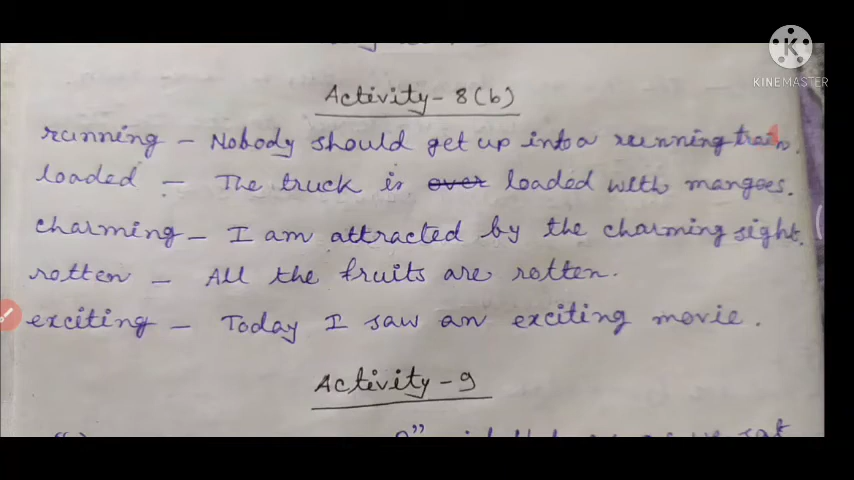 KINEMASTER
Activity - 8(b)
running - Nobody should get up into a running train.
loaded - The truck is over loaded with mangoes.
charming - I am attracted by the charming sight.
rotten - All the fruits are rotten.
exciting - Today I saw an exciting movie.
Activity - 9